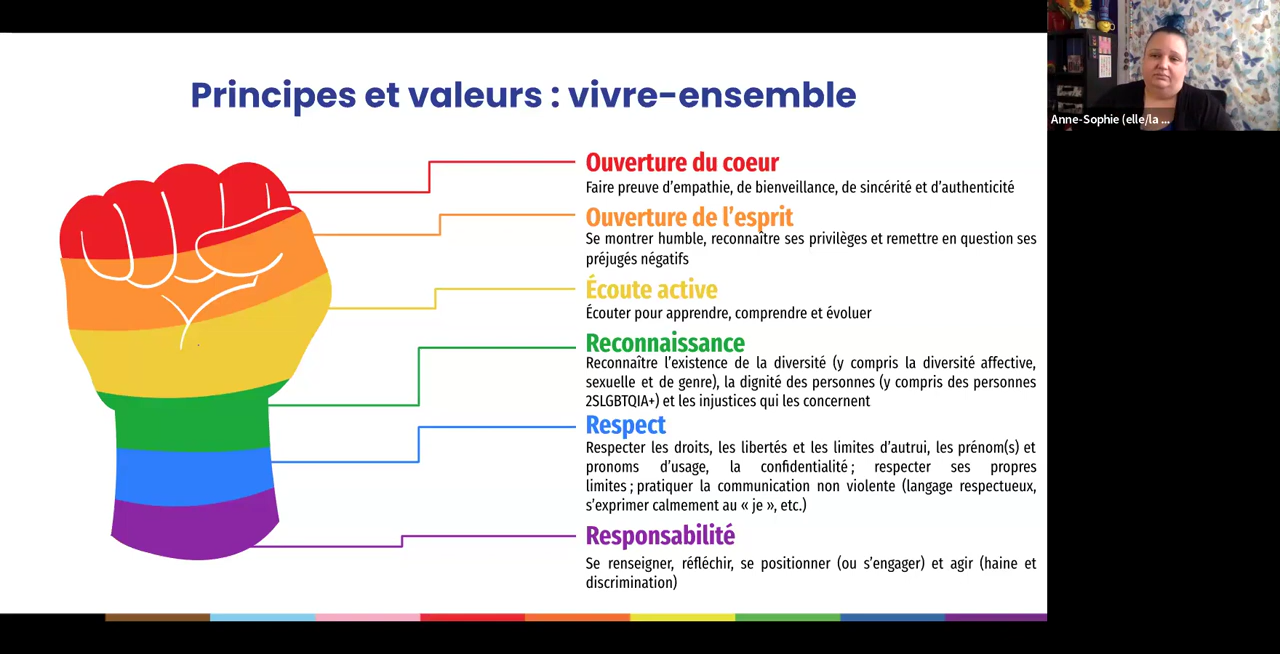 Principes et valeurs : vivre-ensemble
Anne-Sophie (elle/la ...
Ouverture du coeur
Faire preuve d'empathie, de bienveillance, de sincérité et d'authenticité
Ouverture de l'esprit
Se montrer humble, reconnaître ses privilèges et remettre en question ses
préjugés négatifs
Écoute active
Écouter pour apprendre, comprendre et évoluer
Reconnaissance
Reconnaître l'existence de la diversité (y compris la diversité affective,
sexuelle et de genre), la dignité des personnes (y compris des personnes
2SLGBTQIA+) et les injustices qui les concernent
Respect
Respecter les droits, les libertés et les limites d'autrui, les prénom(s) et
pronoms d'usage, la confidentialité ; respecter ses propres
limites ; pratiquer la communication non violente (langage respectueux,
s'exprimer calmement au « je », etc.)
Responsabilité
Se renseigner, réfléchir, se positionner (ou s'engager) et agir (haine et
discrimination)